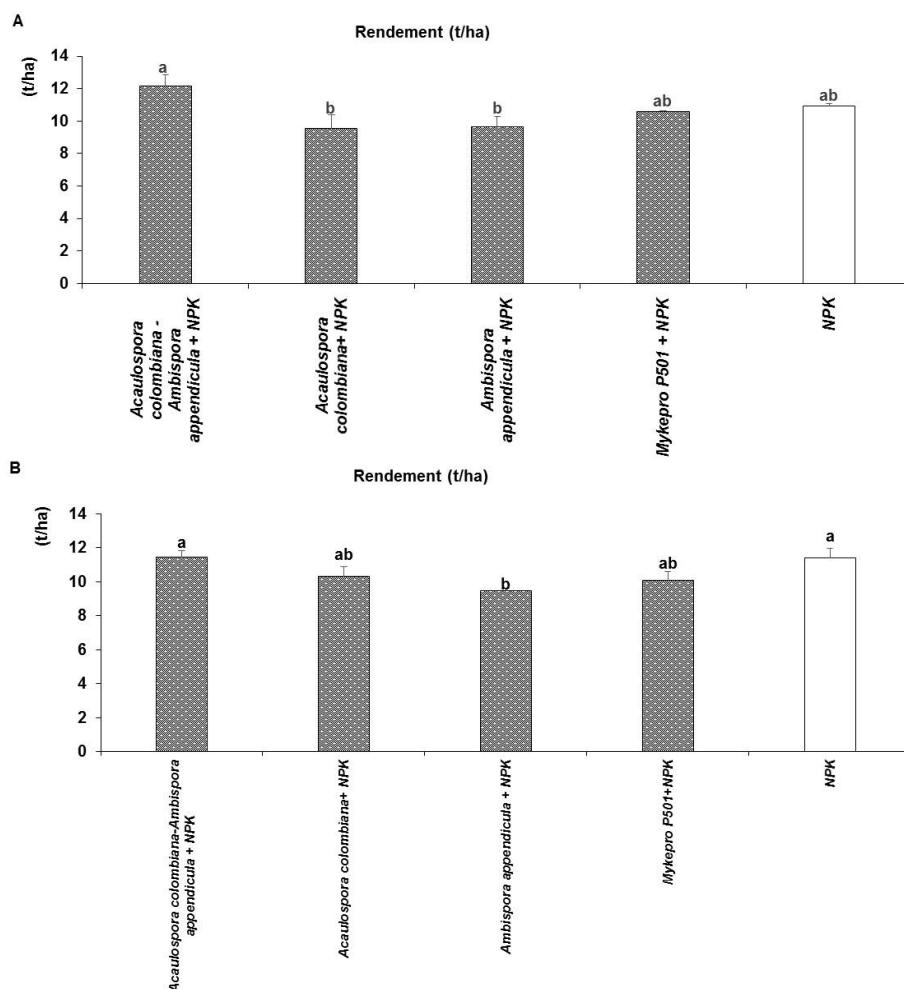 A
Rendement (t/ha)
(t/ha)
14
12
10
8
6
4
2
0
a
b
b
ab
ab
Acaulospora
colombiana -
Ambispora
appendicula + NPK
Acaulospora
colombiana+ NPK
Ambispora
appendicula + NPK
Mykepro P501 + NPK
NPK
B
Rendement (t/ha)
(t/ha)
14
12
10
8
6
4
2
0
a
ab
b
ab
a
Acaulospora colombiana-Ambispora
appendicula + NPK
Acaulospora colombiana+ NPK
Ambispora appendicula + NPK
Mykepro P501+NPK
NPK